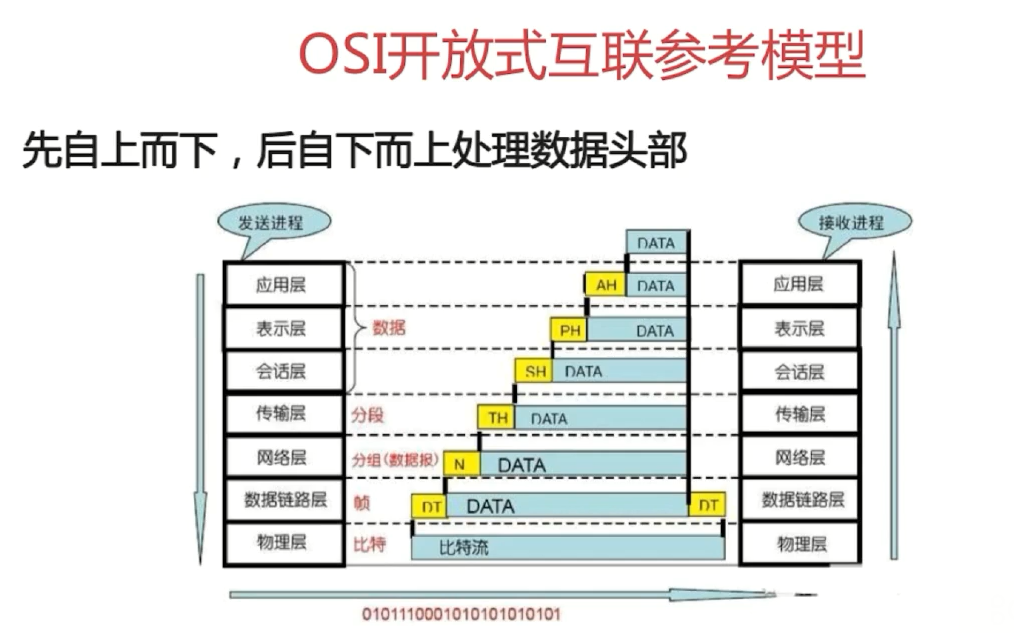 OSI开放式互联参考模型
先自上而下，后自下而上处理数据头部
发送进程
接收进程
DATA
应用层
AH DATA
应用层
表示层
数据
PH DATA
表示层
会话层
SH DATA
会话层
传输层
分段
TH DATA
传输层
网络层
分组(数据报)
N DATA
网络层
数据链路层
帧
DT DATA DT
数据链路层
物理层
比特
比特流
物理层
01011100010101010101